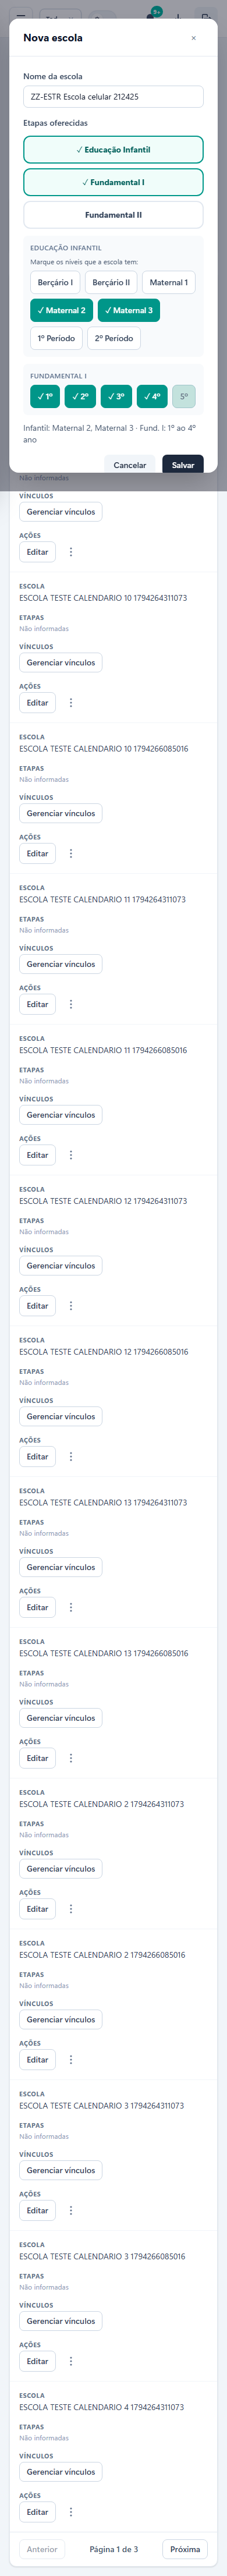 9+
Nova escola
×
Nome da escola
ZZ-ESTR Escola celular 212425
Etapas oferecidas
✓ Educação Infantil
✓ Fundamental I
Fundamental II
EDUCAÇÃO INFANTIL
Marque os níveis que a escola tem:
Berçário I Berçário II Maternal 1
✓ Maternal 2 ✓ Maternal 3
1º Período 2º Período
FUNDAMENTAL I
✓ 1º ✓ 2º ✓ 3º ✓ 4º 5º
Infantil: Maternal 2, Maternal 3 · Fund. I: 1º ao 4º
ano
Cancelar Salvar
Não informadas
VÍNCULOS
Gerenciar vínculos
AÇÕES
Editar
ESCOLA
ESCOLA TESTE CALENDARIO 10 1794264311073
ETAPAS
Não informadas
VÍNCULOS
Gerenciar vínculos
AÇÕES
Editar
ESCOLA
ESCOLA TESTE CALENDARIO 10 1794266085016
ETAPAS
Não informadas
VÍNCULOS
Gerenciar vínculos
AÇÕES
Editar
ESCOLA
ESCOLA TESTE CALENDARIO 11 1794264311073
ETAPAS
Não informadas
VÍNCULOS
Gerenciar vínculos
AÇÕES
Editar
ESCOLA
ESCOLA TESTE CALENDARIO 11 1794266085016
ETAPAS
Não informadas
VÍNCULOS
Gerenciar vínculos
AÇÕES
Editar
ESCOLA
ESCOLA TESTE CALENDARIO 12 1794264311073
ETAPAS
Não informadas
VÍNCULOS
Gerenciar vínculos
AÇÕES
Editar
ESCOLA
ESCOLA TESTE CALENDARIO 12 1794266085016
ETAPAS
Não informadas
VÍNCULOS
Gerenciar vínculos
AÇÕES
Editar
ESCOLA
ESCOLA TESTE CALENDARIO 13 1794264311073
ETAPAS
Não informadas
VÍNCULOS
Gerenciar vínculos
AÇÕES
Editar
ESCOLA
ESCOLA TESTE CALENDARIO 13 1794266085016
ETAPAS
Não informadas
VÍNCULOS
Gerenciar vínculos
AÇÕES
Editar
ESCOLA
ESCOLA TESTE CALENDARIO 2 1794264311073
ETAPAS
Não informadas
VÍNCULOS
Gerenciar vínculos
AÇÕES
Editar
ESCOLA
ESCOLA TESTE CALENDARIO 2 1794266085016
ETAPAS
Não informadas
VÍNCULOS
Gerenciar vínculos
AÇÕES
Editar
ESCOLA
ESCOLA TESTE CALENDARIO 3 1794264311073
ETAPAS
Não informadas
VÍNCULOS
Gerenciar vínculos
AÇÕES
Editar
ESCOLA
ESCOLA TESTE CALENDARIO 3 1794266085016
ETAPAS
Não informadas
VÍNCULOS
Gerenciar vínculos
AÇÕES
Editar
ESCOLA
ESCOLA TESTE CALENDARIO 4 1794264311073
ETAPAS
Não informadas
VÍNCULOS
Gerenciar vínculos
AÇÕES
Editar
Anterior Página 1 de 3 Próxima